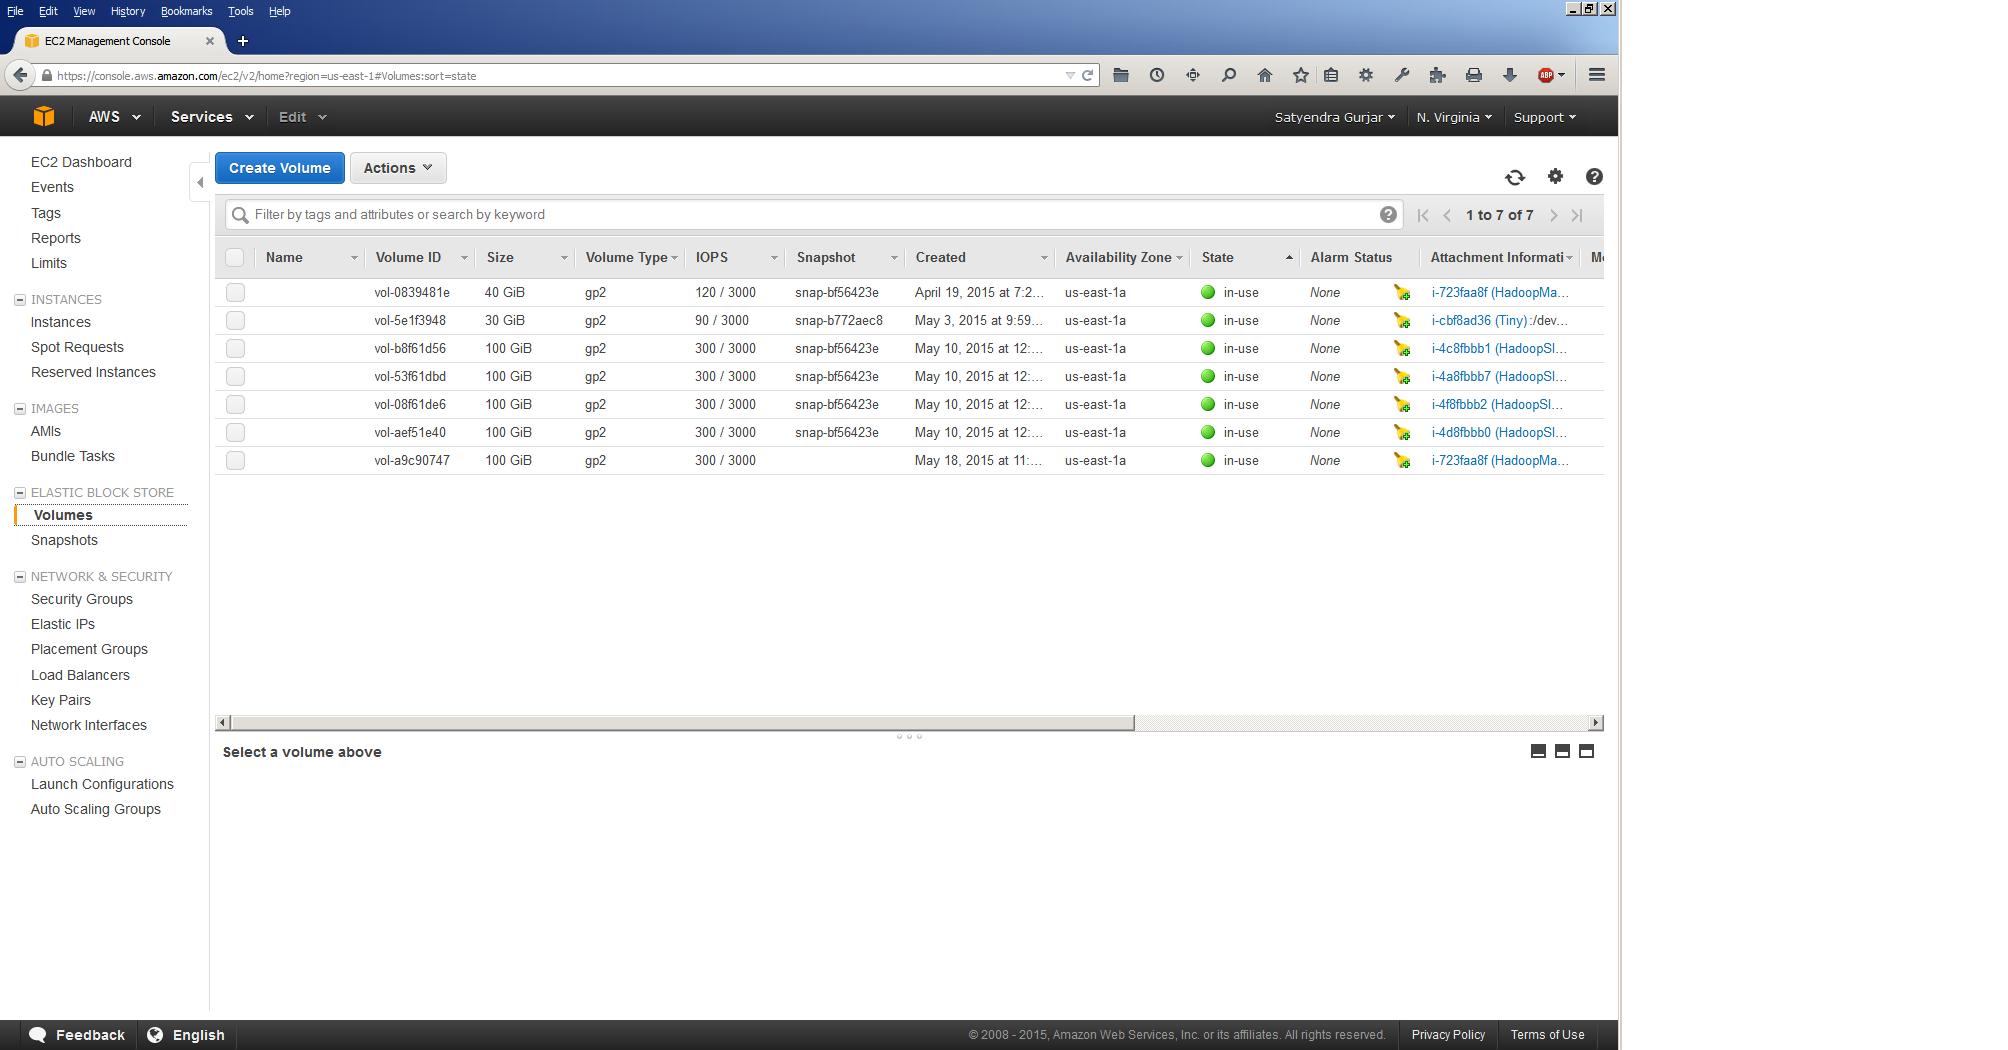 File Edit View History Bookmarks Tools Help
EC2 Management Console
https://console.aws.amazon.com/ec2/v2/home?region=us-east-1#Volumes:sort=state
ABP
AWS Services Edit Satyendra Gurjar N. Virginia Support
EC2 Dashboard
Events
Tags
Reports
Limits
INSTANCES
Instances
Spot Requests
Reserved Instances
IMAGES
AMIs
Bundle Tasks
ELASTIC BLOCK STORE
Volumes
Snapshots
NETWORK & SECURITY
Security Groups
Elastic IPs
Placement Groups
Load Balancers
Key Pairs
Network Interfaces
AUTO SCALING
Launch Configurations
Auto Scaling Groups
Create Volume Actions
Filter by tags and attributes or search by keyword 1 to 7 of 7
Name Volume ID Size Volume Type IOPS Snapshot Created Availability Zone State Alarm Status Attachment Informati
vol-0839481e 40 GiB gp2 120 / 3000 snap-bf56423e April 19, 2015 at 7:2... us-east-1a in-use None i-723faa8f (HadoopMa...
vol-5e1f3948 30 GiB gp2 90 / 3000 snap-b772aec8 May 3, 2015 at 9:59... us-east-1a in-use None i-cbf8ad36 (Tiny):/dev...
vol-b8f61d56 100 GiB gp2 300 / 3000 snap-bf56423e May 10, 2015 at 12:... us-east-1a in-use None i-4c8fbbb1 (HadoopSl...
vol-53f61dbd 100 GiB gp2 300 / 3000 snap-bf56423e May 10, 2015 at 12:... us-east-1a in-use None i-4a8fbbb7 (HadoopSl...
vol-08f61de6 100 GiB gp2 300 / 3000 snap-bf56423e May 10, 2015 at 12:... us-east-1a in-use None i-4f8fbbb2 (HadoopSl...
vol-aef51e40 100 GiB gp2 300 / 3000 snap-bf56423e May 10, 2015 at 12:... us-east-1a in-use None i-4d8fbbb0 (HadoopSl...
vol-a9c90747 100 GiB gp2 300 / 3000 May 18, 2015 at 11:... us-east-1a in-use None i-723faa8f (HadoopMa...
Select a volume above
Feedback English © 2008 - 2015, Amazon Web Services, Inc. or its affiliates. All rights reserved. Privacy Policy Terms of Use